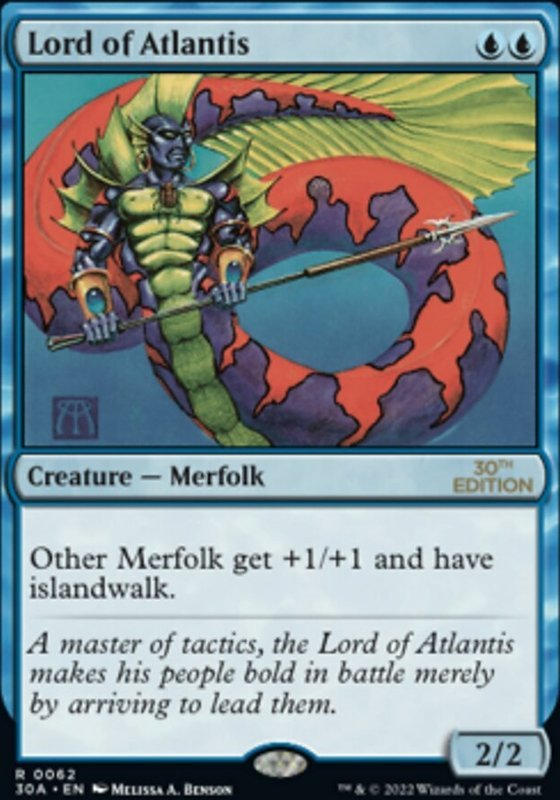 Lord of Atlantis
Creature — Merfolk
30TH
EDITION
Other Merfolk get +1/+1 and have
islandwalk.
A master of tactics, the Lord of Atlantis
makes his people bold in battle merely
by arriving to lead them.
2/2
R 0062
30A • EN Melissa A. Benson
™ & © 2022 Wizards of the Coast